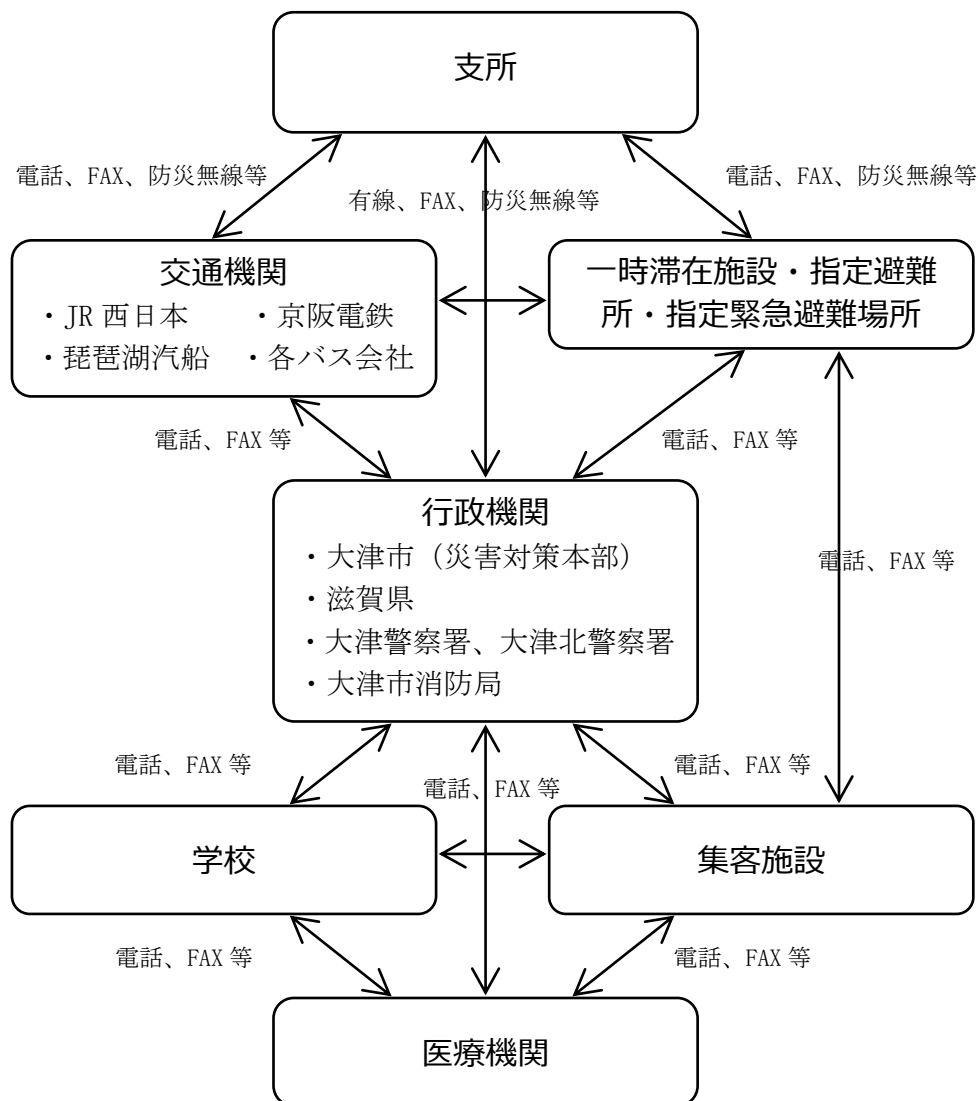 支所
電話、FAX、防災無線等
有線、FAX、防災無線等
電話、FAX、防災無線等
交通機関
・JR 西日本 ・京阪電鉄
・琵琶湖汽船 ・各バス会社
一時滞在施設・指定避難
所・指定緊急避難場所
電話、FAX 等
電話、FAX 等
行政機関
・大津市（災害対策本部）
・滋賀県
・大津警察署、大津北警察署
・大津市消防局
電話、FAX 等
電話、FAX 等
電話、FAX 等
電話、FAX 等
学校
集客施設
電話、FAX 等
電話、FAX 等
医療機関